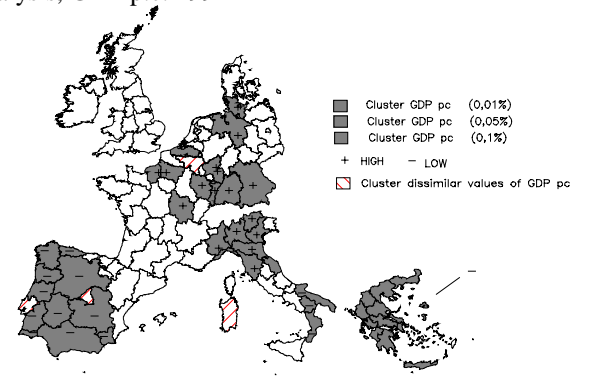 Cluster GDP pc (0,01%)
Cluster GDP pc (0,05%)
Cluster GDP pc (0,1%)
+ HIGH − LOW
Cluster dissimilar values of GDP pc